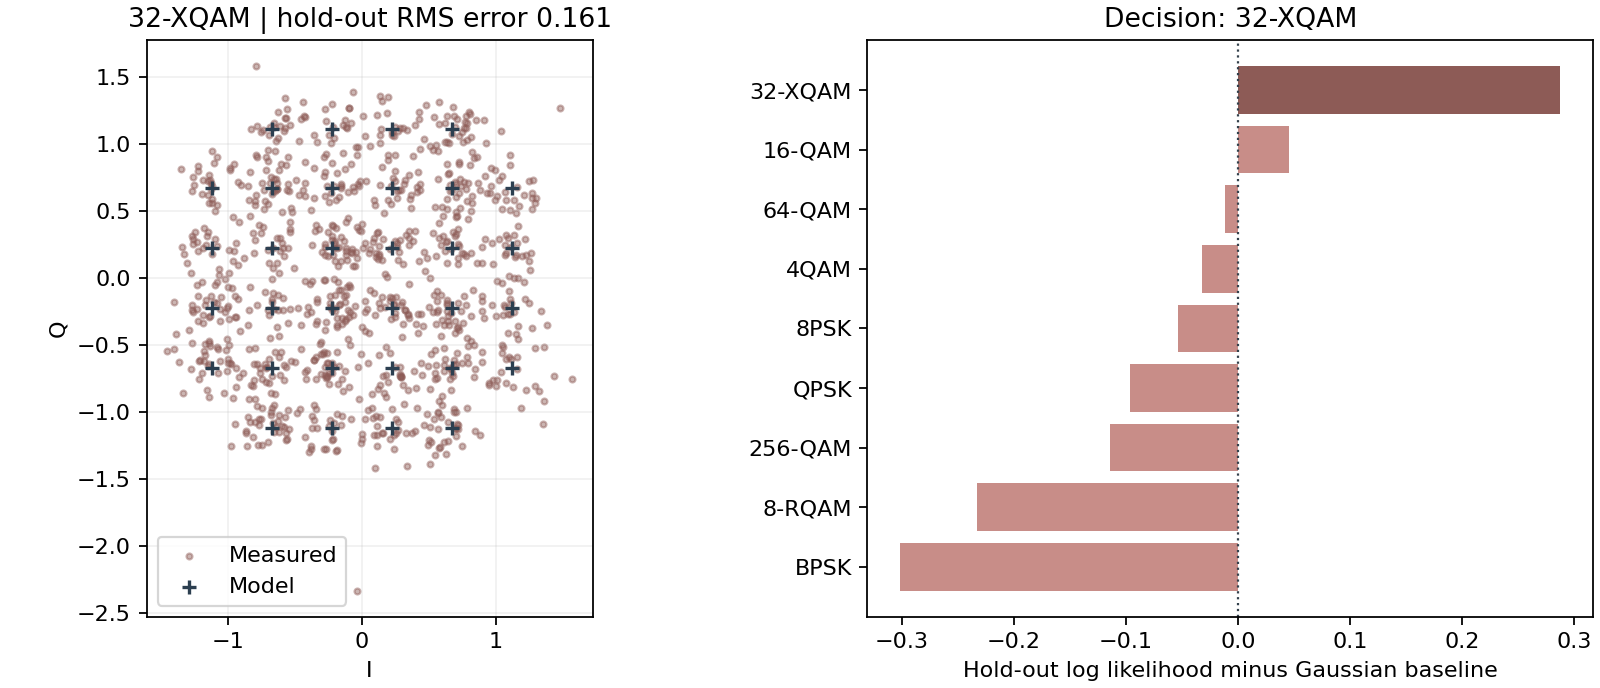 32-XQAM | hold-out RMS error 0.161
1.5
1.0
0.5
0.0
−0.5
−1.0
−1.5
−2.0
−2.5
Q
−1
0
1
I
Measured
Model
Decision: 32-XQAM
32-XQAM
16-QAM
64-QAM
4QAM
8PSK
QPSK
256-QAM
8-RQAM
BPSK
−0.3
−0.2
−0.1
0.0
0.1
0.2
0.3
Hold-out log likelihood minus Gaussian baseline